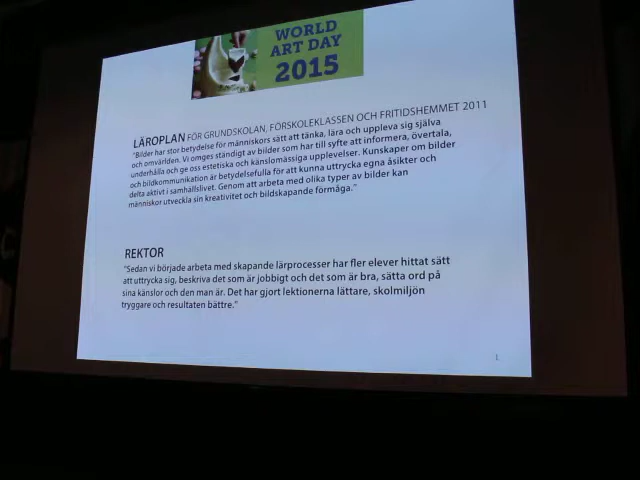 WORLD
ART DAY
2015
LÄROPLAN FÖR GRUNDSKOLAN, FÖRSKOLEKLASSEN OCH FRITIDSHEMMET 2011
"Bilder har stor betydelse för människors sätt att tänka, lära och uppleva sig själva
och omvärlden. Vi omges ständigt av bilder som har till syfte att informera, övertala,
underhålla och ge oss estetiska och känslomässiga upplevelser. Kunskaper om bilder
och bildkommunikation är betydelsefulla för att kunna uttrycka egna åsikter och
delta aktivt i samhällslivet. Genom att arbeta med olika typer av bilder kan
människor utveckla sin kreativitet och bildskapande förmåga."
REKTOR
"Sedan vi började arbeta med skapande lärprocesser har fler elever hittat sätt
att uttrycka sig, beskriva det som är jobbigt och det som är bra, sätta ord på
sina känslor och den man är. Det har gjort lektionerna lättare, skolmiljön
tryggare och resultaten bättre."
1